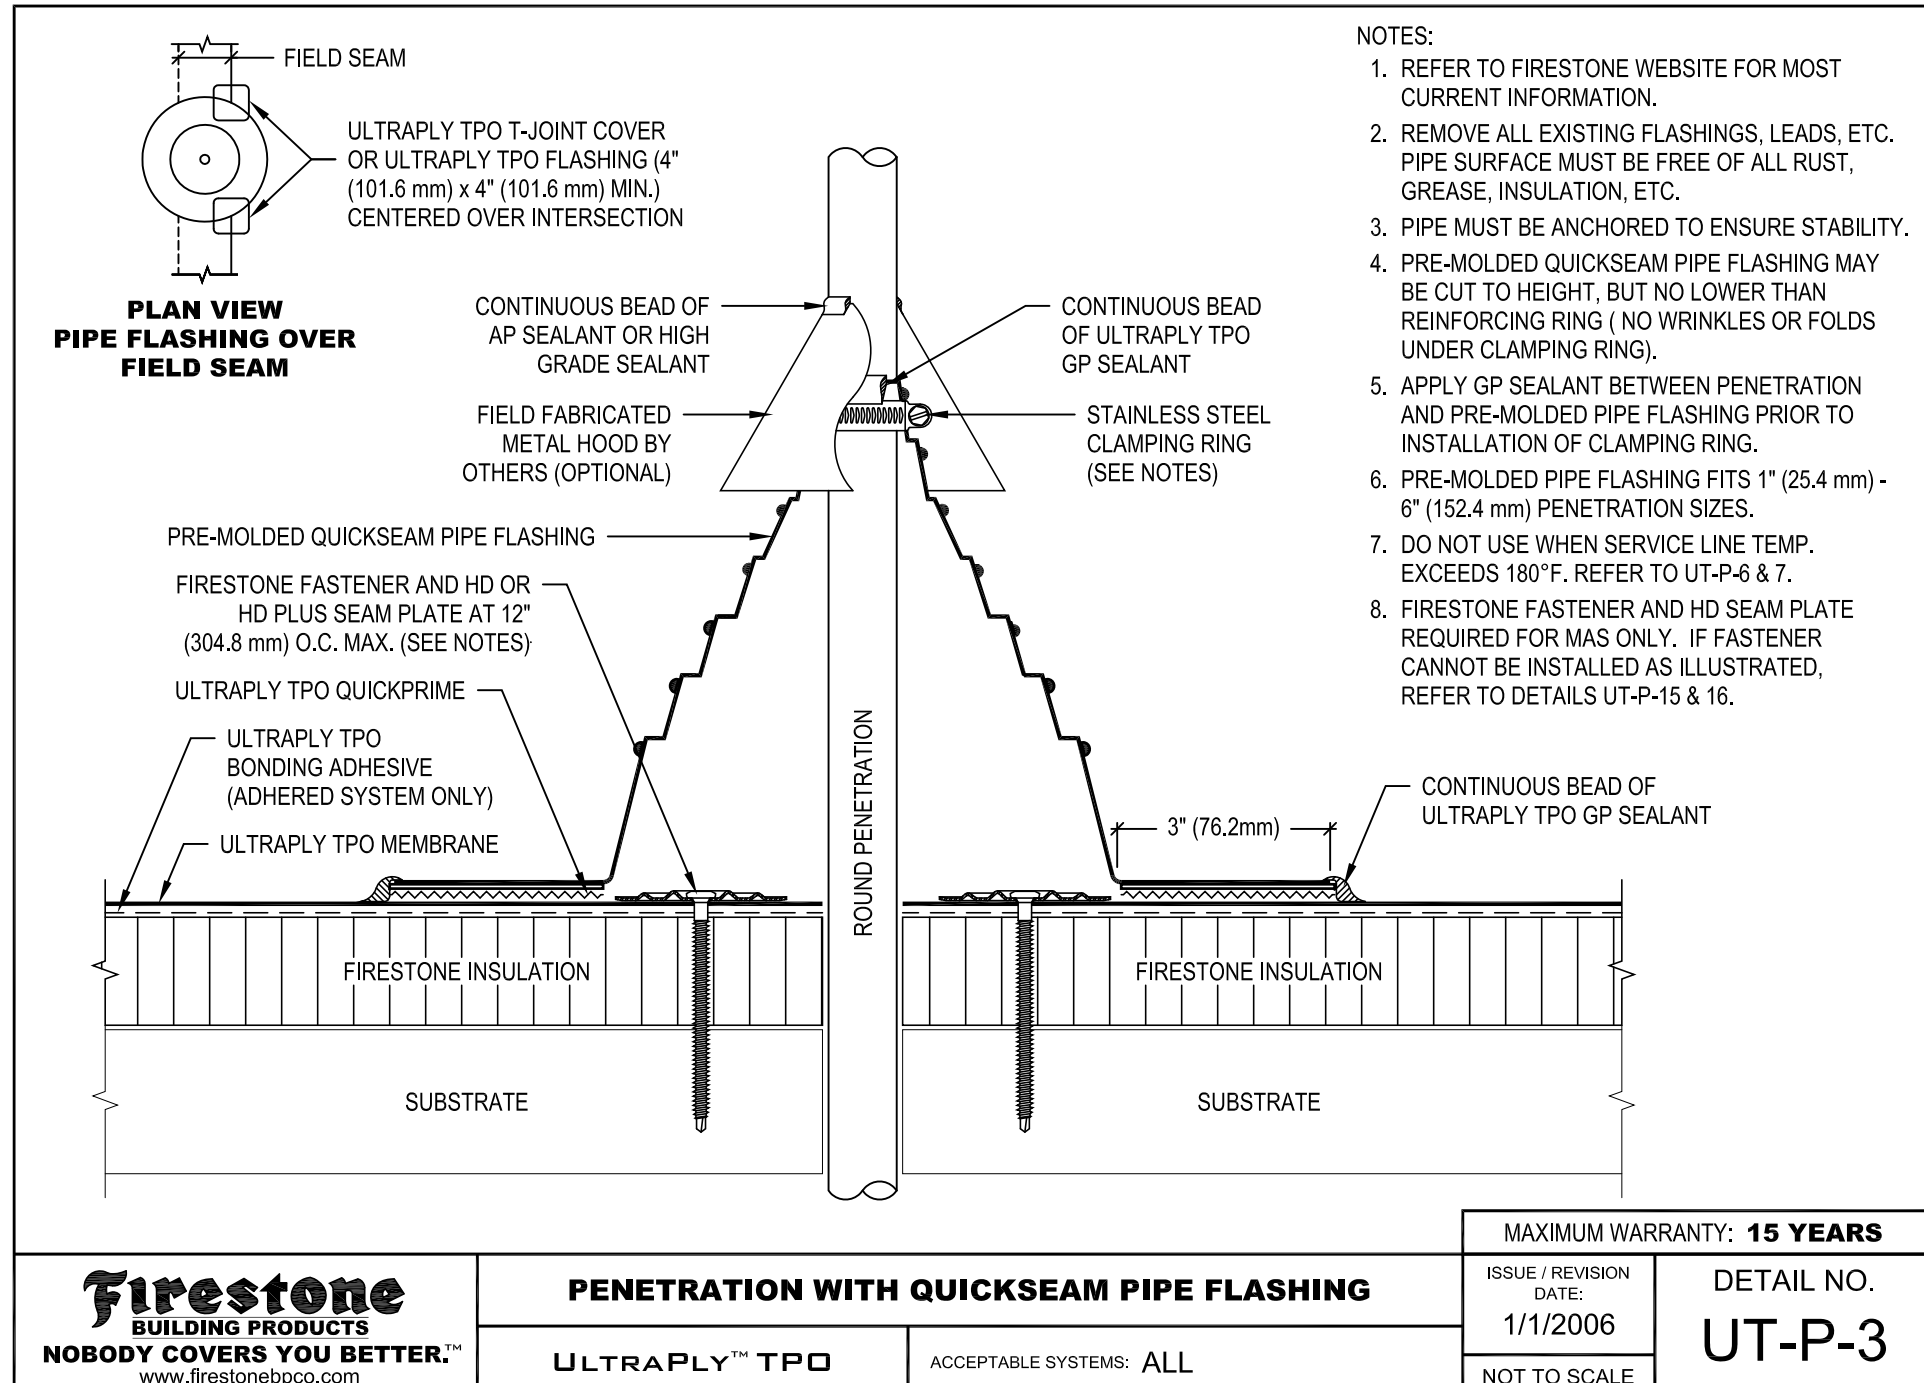 FIELD SEAM
ULTRAPLY TPO T-JOINT COVER
OR ULTRAPLY TPO FLASHING (4"
(101.6 mm) x 4" (101.6 mm) MIN.)
CENTERED OVER INTERSECTION
PLAN VIEW
PIPE FLASHING OVER
FIELD SEAM
CONTINUOUS BEAD OF
AP SEALANT OR HIGH
GRADE SEALANT
FIELD FABRICATED
METAL HOOD BY
OTHERS (OPTIONAL)
PRE-MOLDED QUICKSEAM PIPE FLASHING
FIRESTONE FASTENER AND HD OR
HD PLUS SEAM PLATE AT 12"
(304.8 mm) O.C. MAX. (SEE NOTES)
ULTRAPLY TPO QUICKPRIME
ULTRAPLY TPO
BONDING ADHESIVE
(ADHERED SYSTEM ONLY)
ULTRAPLY TPO MEMBRANE
CONTINUOUS BEAD
OF ULTRAPLY TPO
GP SEALANT
STAINLESS STEEL
CLAMPING RING
(SEE NOTES)
ROUND PENETRATION
3" (76.2mm)
CONTINUOUS BEAD OF
ULTRAPLY TPO GP SEALANT
FIRESTONE INSULATION
FIRESTONE INSULATION
SUBSTRATE
SUBSTRATE
NOTES:
1. REFER TO FIRESTONE WEBSITE FOR MOST
CURRENT INFORMATION.
2. REMOVE ALL EXISTING FLASHINGS, LEADS, ETC.
PIPE SURFACE MUST BE FREE OF ALL RUST,
GREASE, INSULATION, ETC.
3. PIPE MUST BE ANCHORED TO ENSURE STABILITY.
4. PRE-MOLDED QUICKSEAM PIPE FLASHING MAY
BE CUT TO HEIGHT, BUT NO LOWER THAN
REINFORCING RING ( NO WRINKLES OR FOLDS
UNDER CLAMPING RING).
5. APPLY GP SEALANT BETWEEN PENETRATION
AND PRE-MOLDED PIPE FLASHING PRIOR TO
INSTALLATION OF CLAMPING RING.
6. PRE-MOLDED PIPE FLASHING FITS 1" (25.4 mm) -
6" (152.4 mm) PENETRATION SIZES.
7. DO NOT USE WHEN SERVICE LINE TEMP.
EXCEEDS 180°F. REFER TO UT-P-6 & 7.
8. FIRESTONE FASTENER AND HD SEAM PLATE
REQUIRED FOR MAS ONLY. IF FASTENER
CANNOT BE INSTALLED AS ILLUSTRATED,
REFER TO DETAILS UT-P-15 & 16.
MAXIMUM WARRANTY: 15 YEARS
Firestone
BUILDING PRODUCTS
NOBODY COVERS YOU BETTER.™
www.firestonebpco.com
PENETRATION WITH QUICKSEAM PIPE FLASHING
ULTRAPLY™ TPO
ACCEPTABLE SYSTEMS: ALL
ISSUE / REVISION
DATE:
1/1/2006
NOT TO SCALE
DETAIL NO.
UT-P-3